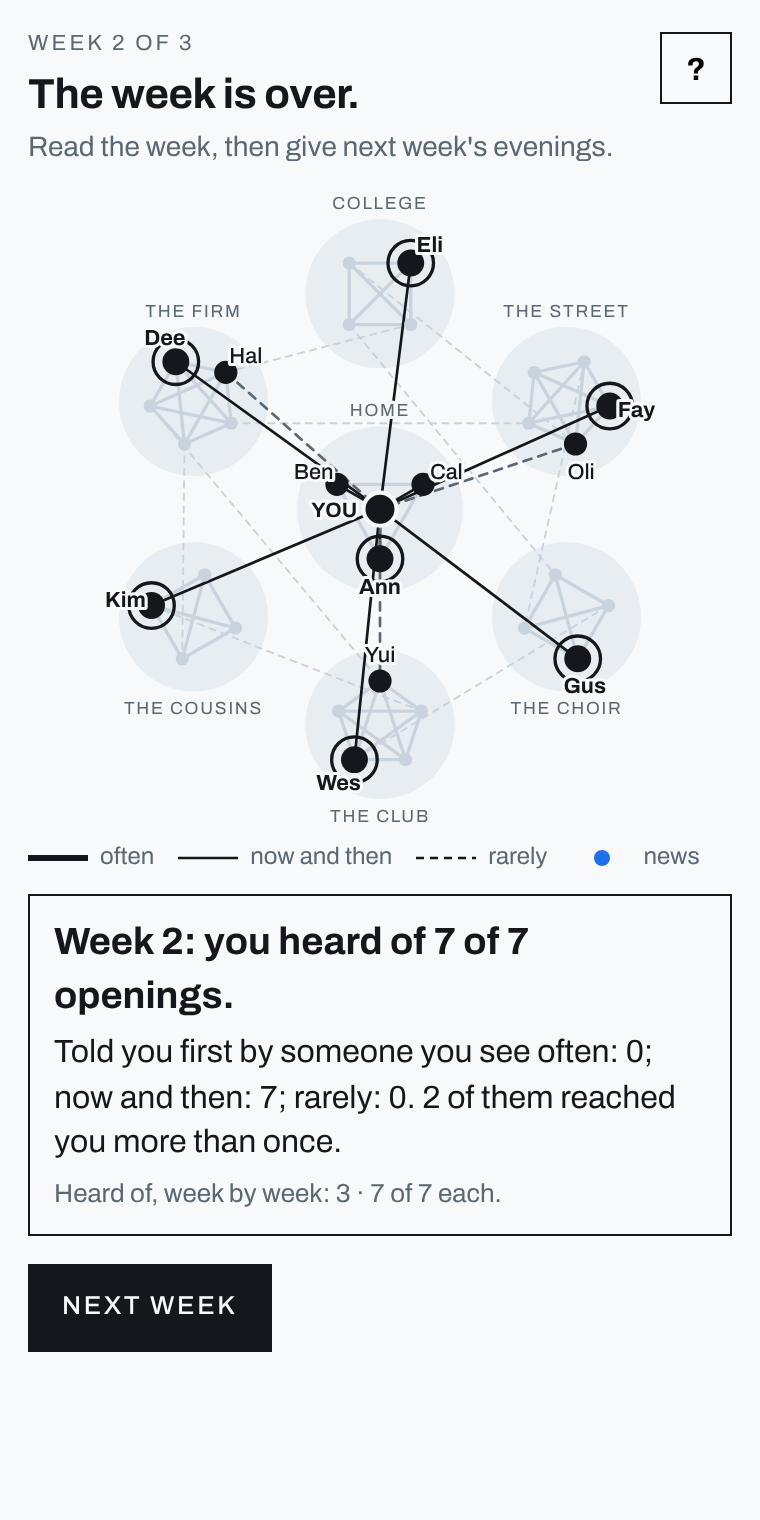 WEEK 2 OF 3
?
The week is over.
Read the week, then give next week's evenings.
COLLEGE
Eli
THE FIRM
THE STREET
Dee
Hal
HOME
Fay
Ben
Cal
Oli
YOU
Ann
Kim
Yui
Gus
THE COUSINS
THE CHOIR
Wes
THE CLUB
often
now and then
rarely
news
Week 2: you heard of 7 of 7
openings.
Told you first by someone you see often: 0;
now and then: 7; rarely: 0. 2 of them reached
you more than once.
Heard of, week by week: 3 · 7 of 7 each.
NEXT WEEK